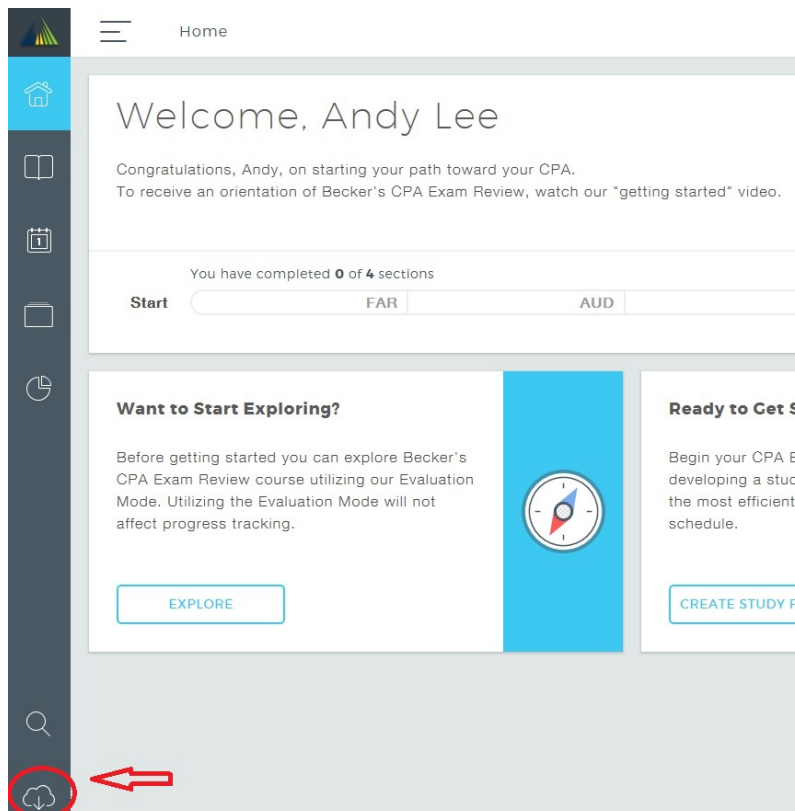 Home
Welcome, Andy Lee
Congratulations, Andy, on starting your path toward your CPA.
To receive an orientation of Becker's CPA Exam Review, watch our "getting started" video.
You have completed 0 of 4 sections
Start FAR AUD
Want to Start Exploring?
Before getting started you can explore Becker's
CPA Exam Review course utilizing our Evaluation
Mode. Utilizing the Evaluation Mode will not
affect progress tracking.
EXPLORE
Ready to Get S
Begin your CPA E
developing a stud
the most efficient
schedule.
CREATE STUDY P
1